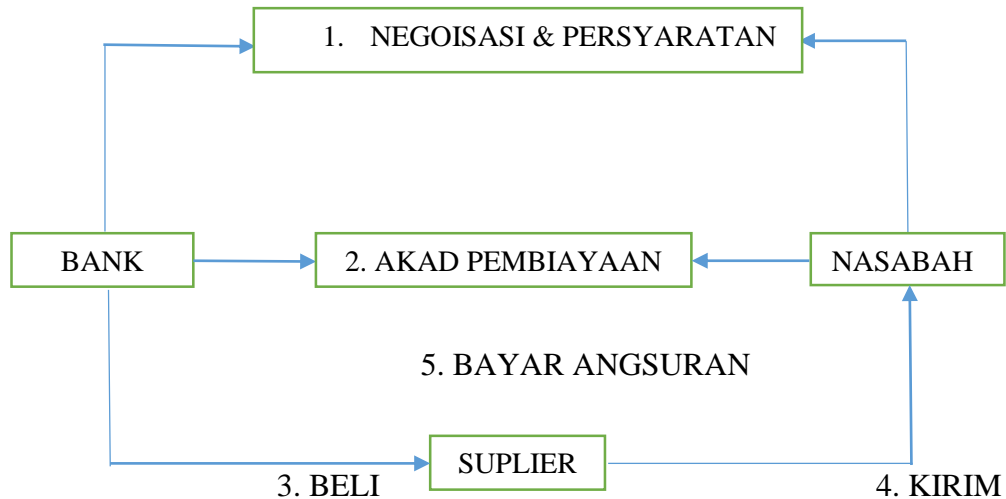 1. NEGOISASI & PERSYARATAN
BANK
2. AKAD PEMBIAYAAN
NASABAH
5. BAYAR ANGSURAN
SUPLIER
3. BELI
4. KIRIM